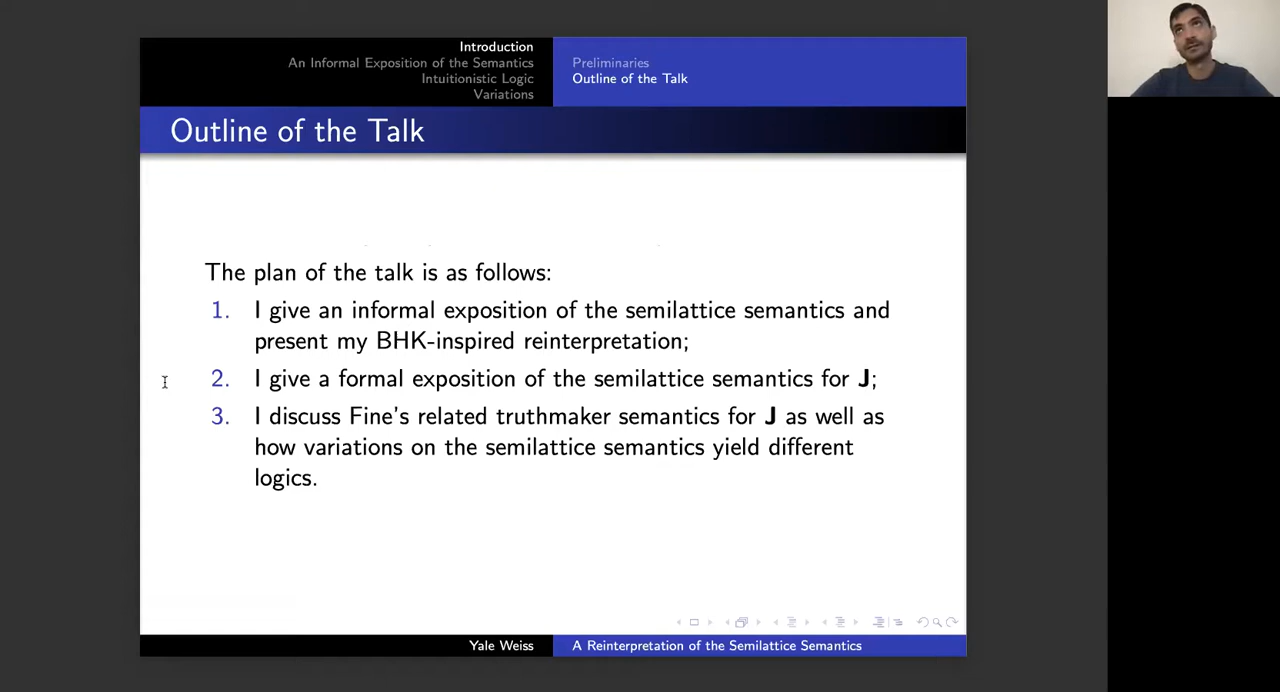 Introduction
An Informal Exposition of the Semantics
Intuitionistic Logic
Variations
Preliminaries
Outline of the Talk
Outline of the Talk
The plan of the talk is as follows:
1. I give an informal exposition of the semilattice semantics and
present my BHK-inspired reinterpretation;
2. I give a formal exposition of the semilattice semantics for J;
3. I discuss Fine's related truthmaker semantics for J as well as
how variations on the semilattice semantics yield different
logics.
Yale Weiss
A Reinterpretation of the Semilattice Semantics